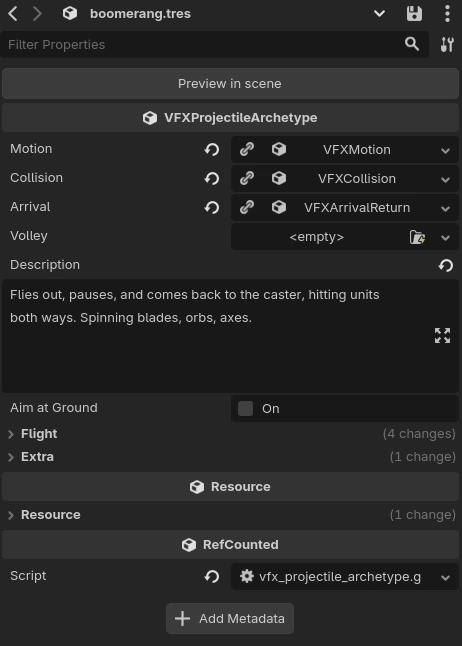 boomerang.tres
Filter Properties
Preview in scene
VFXProjectileArchetype
Motion VFXMotion
Collision VFXCollision
Arrival VFXArrivalReturn
Volley <empty>
Description
Flies out, pauses, and comes back to the caster, hitting units
both ways. Spinning blades, orbs, axes.
Aim at Ground On
Flight (4 changes)
Extra (1 change)
Resource
Resource (1 change)
RefCounted
Script vfx_projectile_archetype.g
Add Metadata